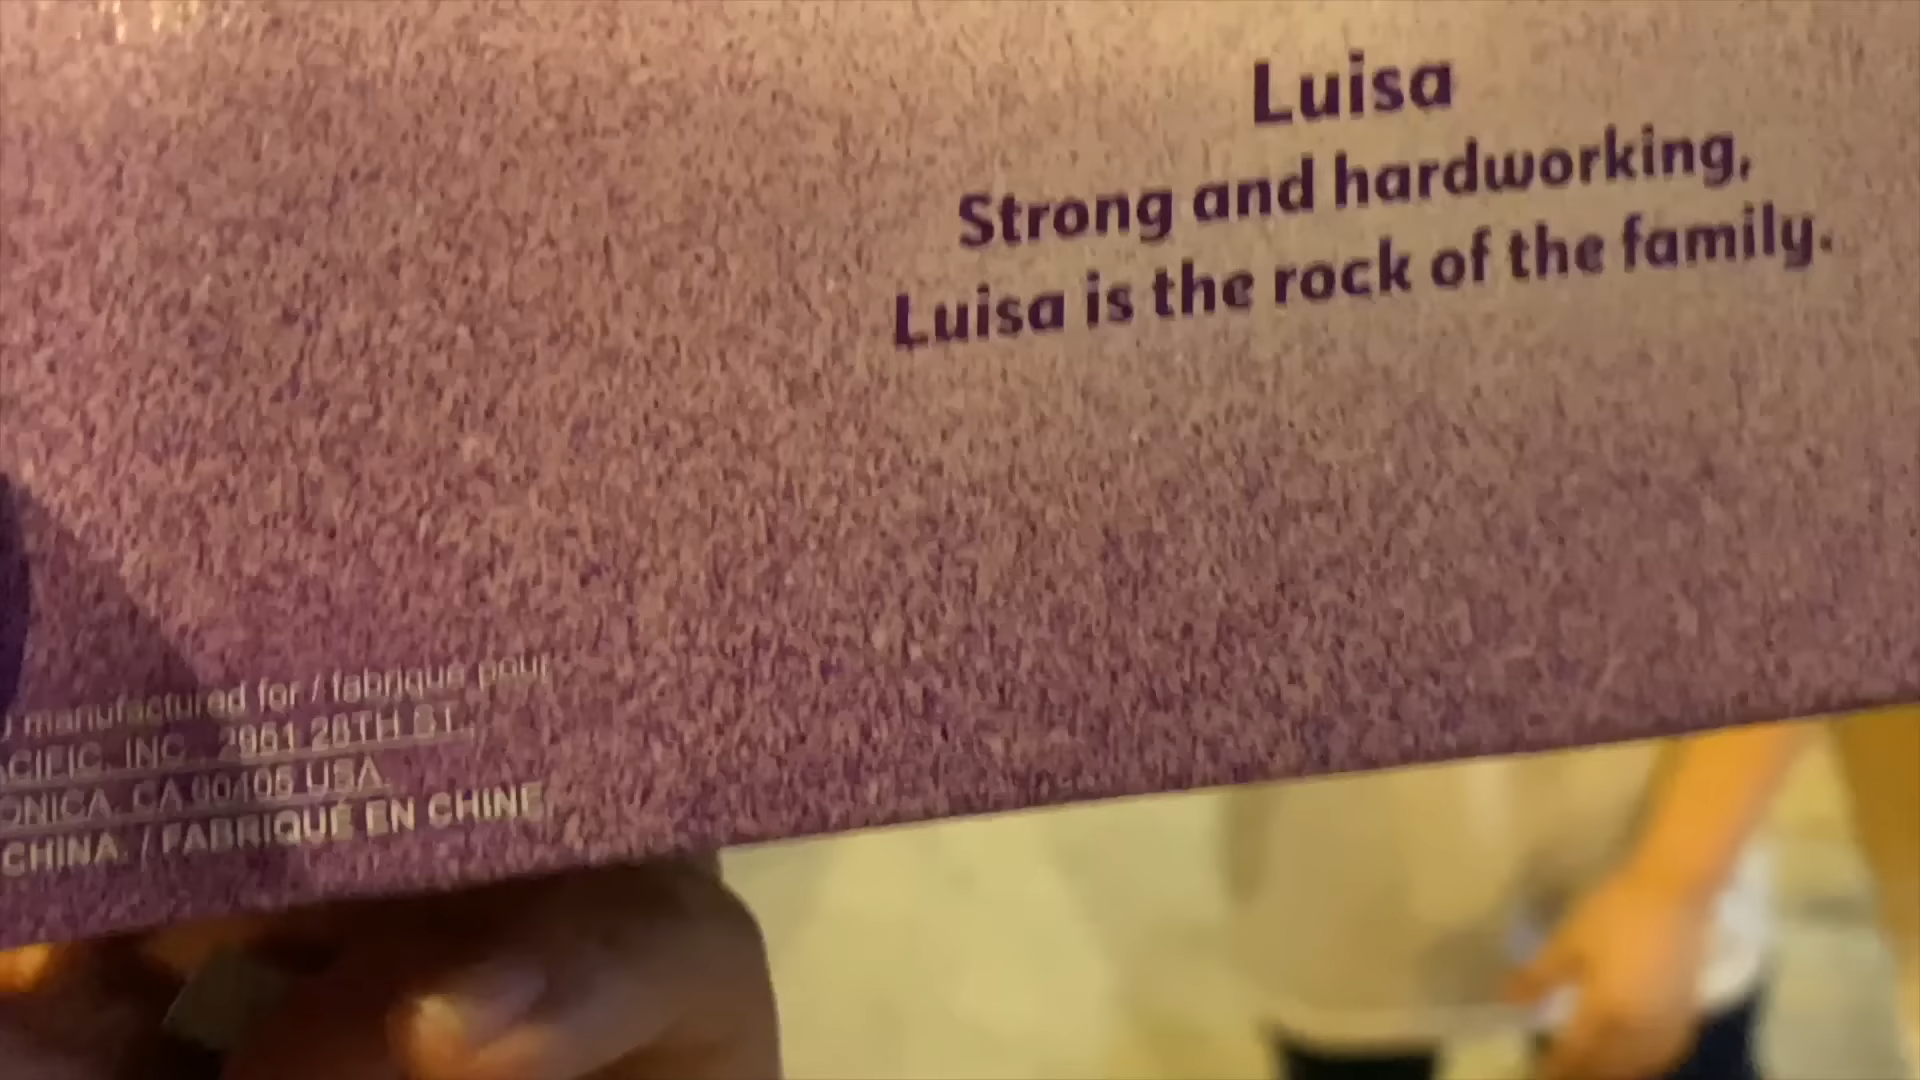 Luisa
Strong and hardworking,
Luisa is the rock of the family.
manufactured for / fabriqué pour
ACIFIC, INC. 2951 28TH ST.,
ONICA, CA 90405 USA.
CHINA. / FABRIQUÉ EN CHINE.